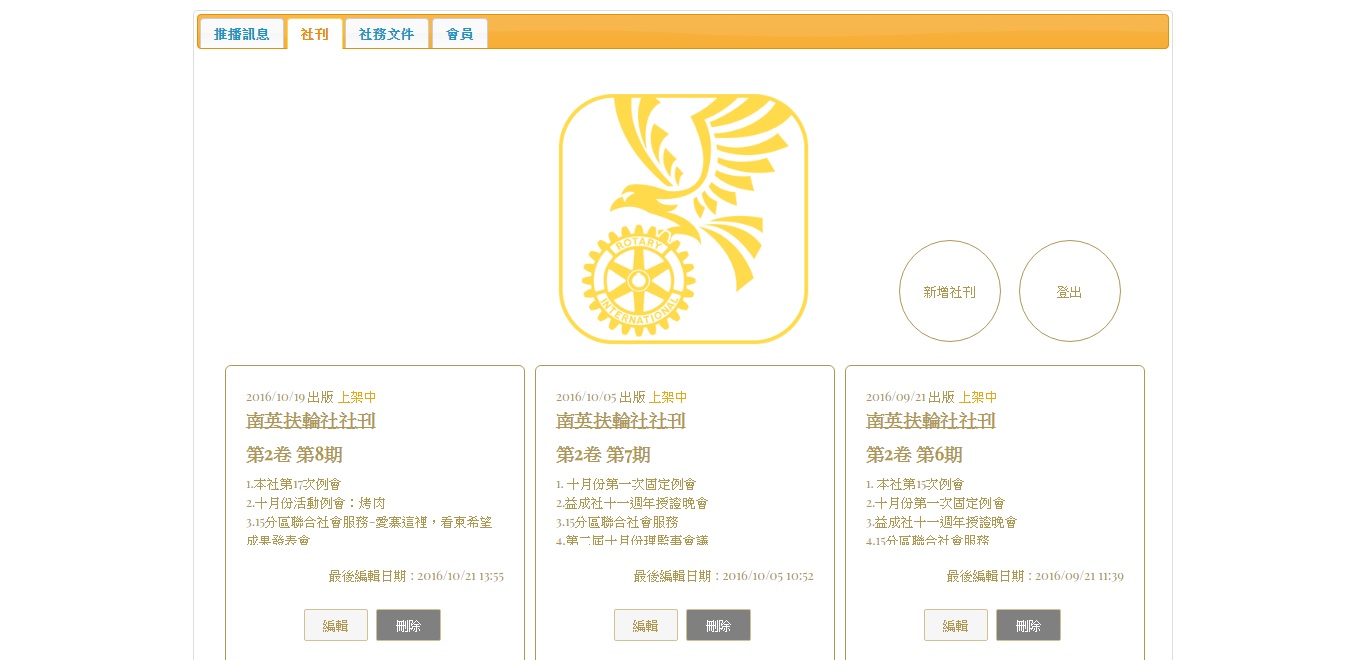 推播訊息
社刊
社務文件
會員
ROTARY
INTERNATIONAL
新增社刊
登出
2016/10/19 出版 上架中
南英扶輪社社刊
第2卷 第8期
1.本社第17次例會
2.十月份活動例會：烤肉
3.15分區聯合社會服務-愛寨這裡，看東希望
成果發表會
最後編輯日期 : 2016/10/21 13:55
編輯
刪除
2016/10/05 出版 上架中
南英扶輪社社刊
第2卷 第7期
1. 十月份第一次固定例會
2.益成社十一週年授證晚會
3.15分區聯合社會服務
4.第二屆十月份理監事會議
最後編輯日期 : 2016/10/05 10:52
編輯
刪除
2016/09/21 出版 上架中
南英扶輪社社刊
第2卷 第6期
1. 本社第15次例會
2.十月份第一次固定例會
3.益成社十一週年授證晚會
4.15分區聯合社會服務
最後編輯日期 : 2016/09/21 11:39
編輯
刪除